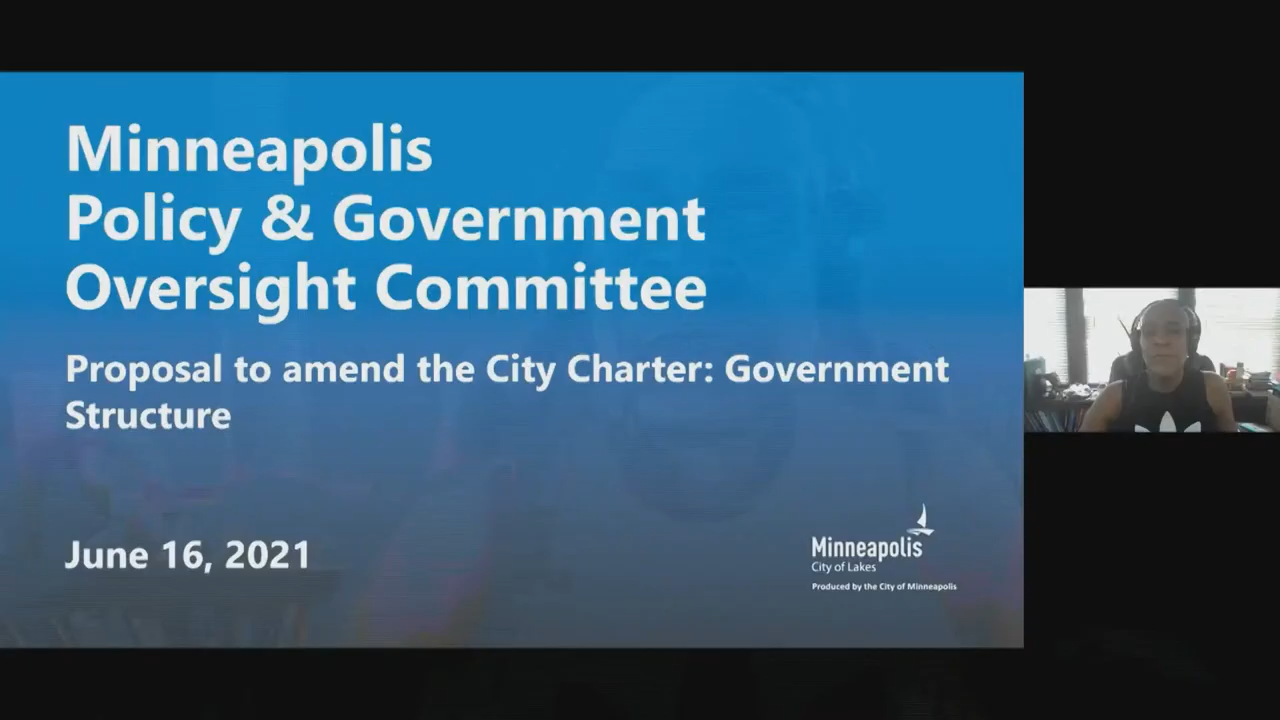 Minneapolis
Policy & Government
Oversight Committee
Proposal to amend the City Charter: Government
Structure
June 16, 2021
Minneapolis
City of Lakes
Produced by the City of Minneapolis